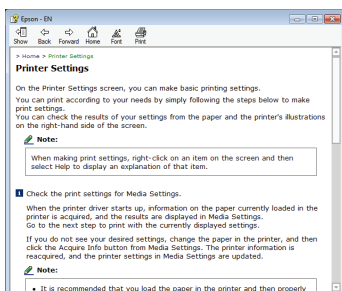 Epson - EN
Show Back Forward Home Font Print
> Home > Printer Settings
Printer Settings
On the Printer Settings screen, you can make basic printing settings.
You can print according to your needs by simply following the steps below to make
print settings.
You can check the results of your settings from the paper and the printer's illustrations
on the right-hand side of the screen.
Note:
When making print settings, right-click on an item on the screen and then
select Help to display an explanation of that item.
1 Check the print settings for Media Settings.
When the printer driver starts up, information on the paper currently loaded in the
printer is acquired, and the results are displayed in Media Settings.
Go to the next step to print with the currently displayed settings.
If you do not see your desired settings, change the paper in the printer, and then
click the Acquire Info button from Media Settings. The printer information is
reacquired, and the printer settings in Media Settings are updated.
Note:
• It is recommended that you load the paper in the printer and then properly